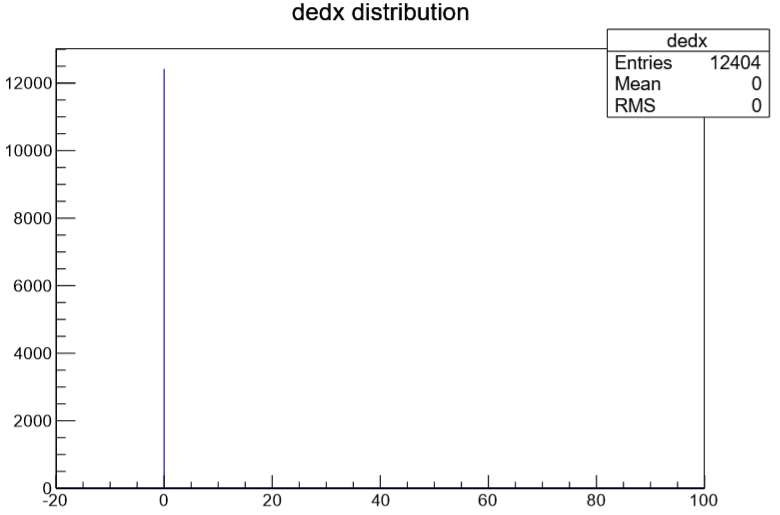 dedx distribution
dedx
Entries 12404
Mean 0
RMS 0
12000
10000
8000
6000
4000
2000
0
-20 0 20 40 60 80 100